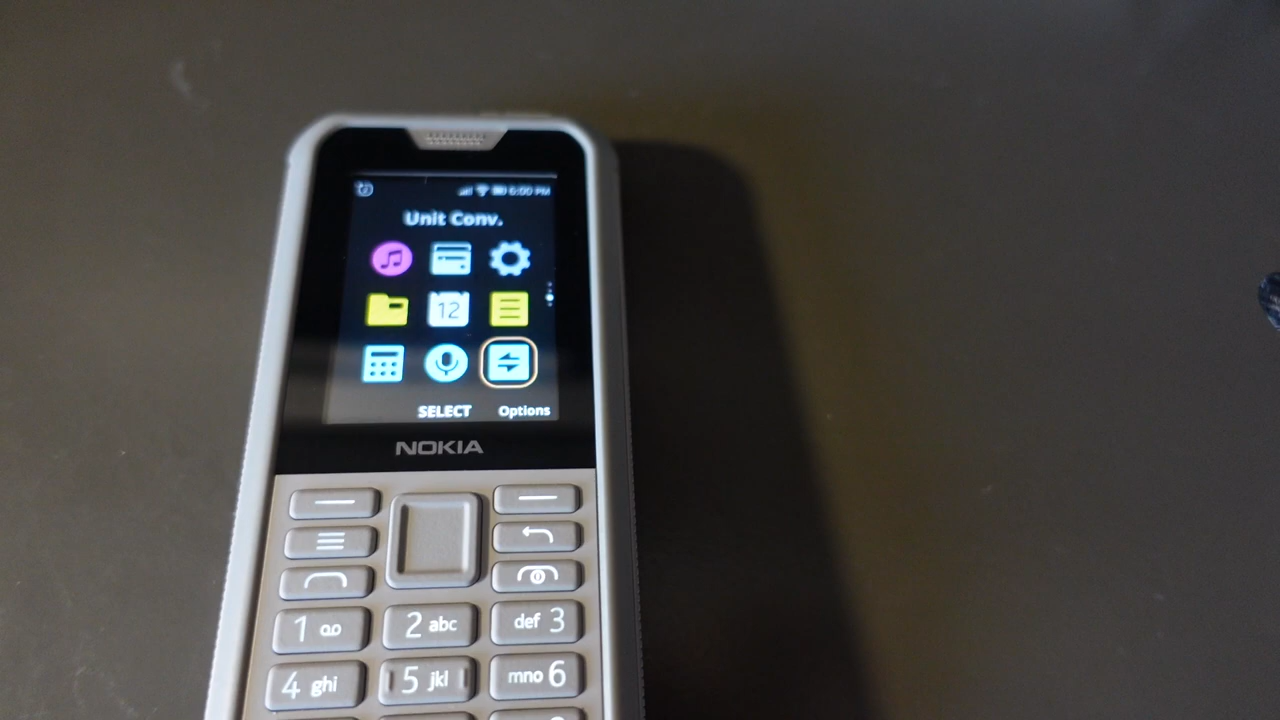 6:00 PM
Unit Conv.
12
SELECT Options
NOKIA
1
2 abc
def 3
4 ghi
5 jkl
mno 6